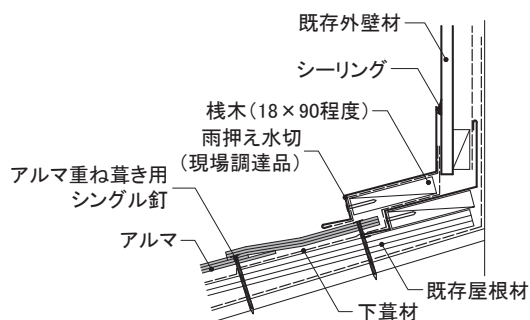 既存外壁材
シーリング
桟木(18×90程度)
雨押え水切
(現場調達品)
アルマ重ね葺き用
シングル釘
アルマ
既存屋根材
下葺材